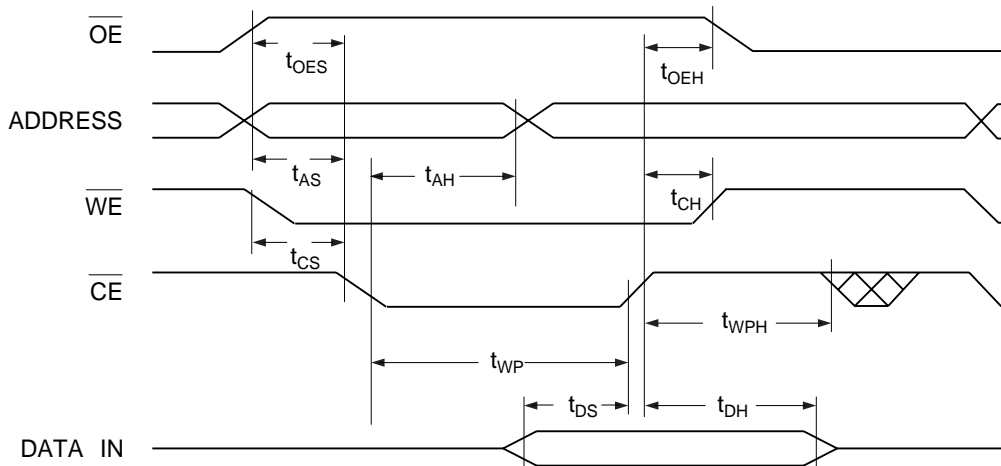 OE
tOES
tOEH
ADDRESS
tAS
tAH
tCH
WE
tCS
CE
tWPH
tWP
tDS
tDH
DATA IN